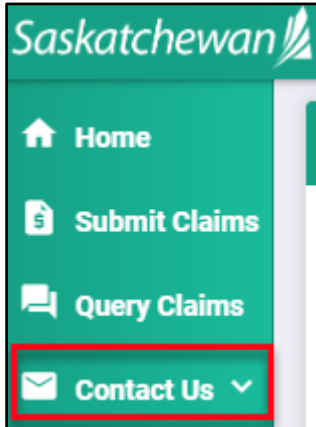 Saskatchewan
Home
Submit Claims
Query Claims
Contact Us